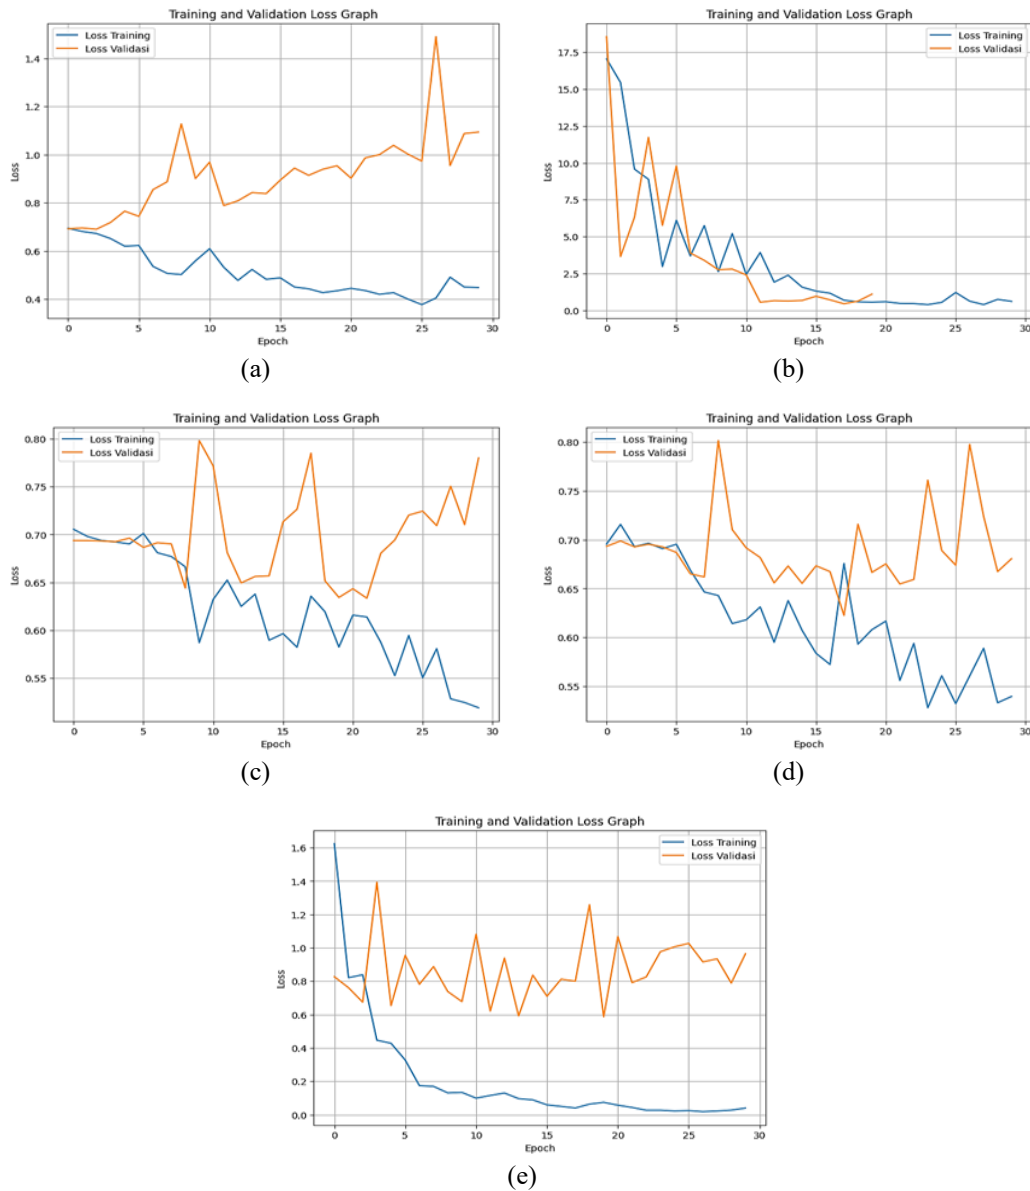 Training and Validation Loss Graph
Loss Training
Loss Validasi
Loss
1.4
1.2
1.0
0.8
0.6
0.4
0 5 10 15 20 25 30
Epoch
(a)
Training and Validation Loss Graph
Loss Training
Loss Validasi
Loss
17.5
15.0
12.5
10.0
7.5
5.0
2.5
0.0
0 5 10 15 20 25 30
Epoch
(b)
Training and Validation Loss Graph
Loss Training
Loss Validasi
Loss
0.80
0.75
0.70
0.65
0.60
0.55
0 5 10 15 20 25 30
Epoch
(c)
Training and Validation Loss Graph
Loss Training
Loss Validasi
Loss
0.80
0.75
0.70
0.65
0.60
0.55
0 5 10 15 20 25 30
Epoch
(d)
Training and Validation Loss Graph
Loss Training
Loss Validasi
Loss
1.6
1.4
1.2
1.0
0.8
0.6
0.4
0.2
0.0
0 5 10 15 20 25 30
Epoch
(e)